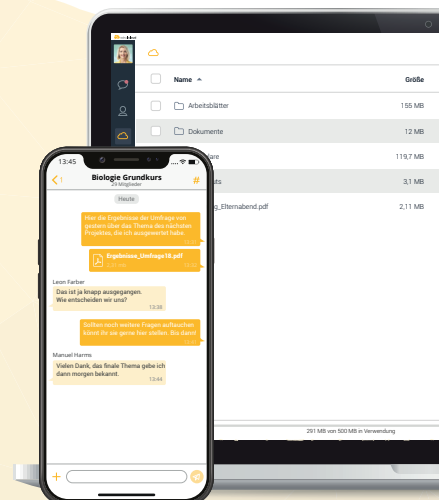 Name
Größe
Arbeitsblätter
155 MB
Dokumente
12 MB
119,7 MB
3,1 MB
_Elternabend.pdf
2,11 MB
291 MB von 500 MB in Verwendung
13:45
1
Biologie Grundkurs
29 Mitglieder
#
Heute
Hier die Ergebnisse der Umfrage von
gestern über das Thema des nächsten
Projektes, die ich ausgewertet habe.
Ergebnisse_Umfrage18.pdf
Leon Farber
Das ist ja knapp ausgegangen.
Wie entscheiden wir uns?
13:38
Sollten noch weitere Fragen auftauchen
könnt ihr sie gerne hier stellen. Bis dann!
Manuel Harms
Vielen Dank, das finale Thema gebe ich
dann morgen bekannt.
13:44